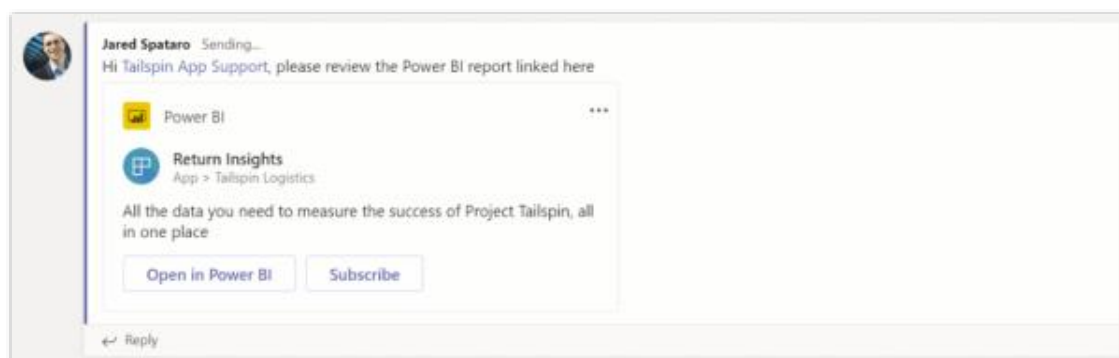 Jared Spataro Sending...
Hi Tailspin App Support, please review the Power BI report linked here
Power BI
Return Insights
App > Tailspin Logistics
All the data you need to measure the success of Project Tailspin, all
in one place
Open in Power BI Subscribe
Reply